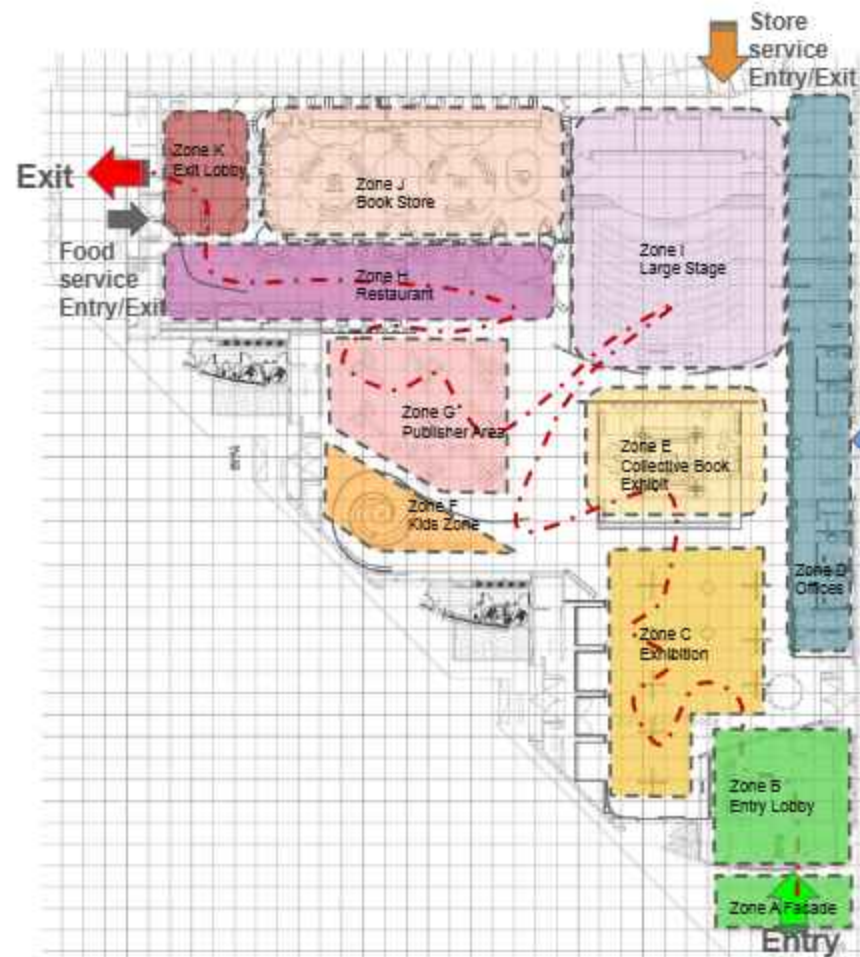 Store
service
Entry/Exit
Zone K
Exit Lobby
Exit
Zone J
Book Store
Food
service
Entry/Exit
Zone I
Large Stage
Zone H
Restaurant
Zone G
Publisher Area
Zone E
Collective Book
Exhibit
Zone F
Kids Zone
Zone D
Offices
Zone C
Exhibition
Zone B
Entry Lobby
Zone A Facade
Entry